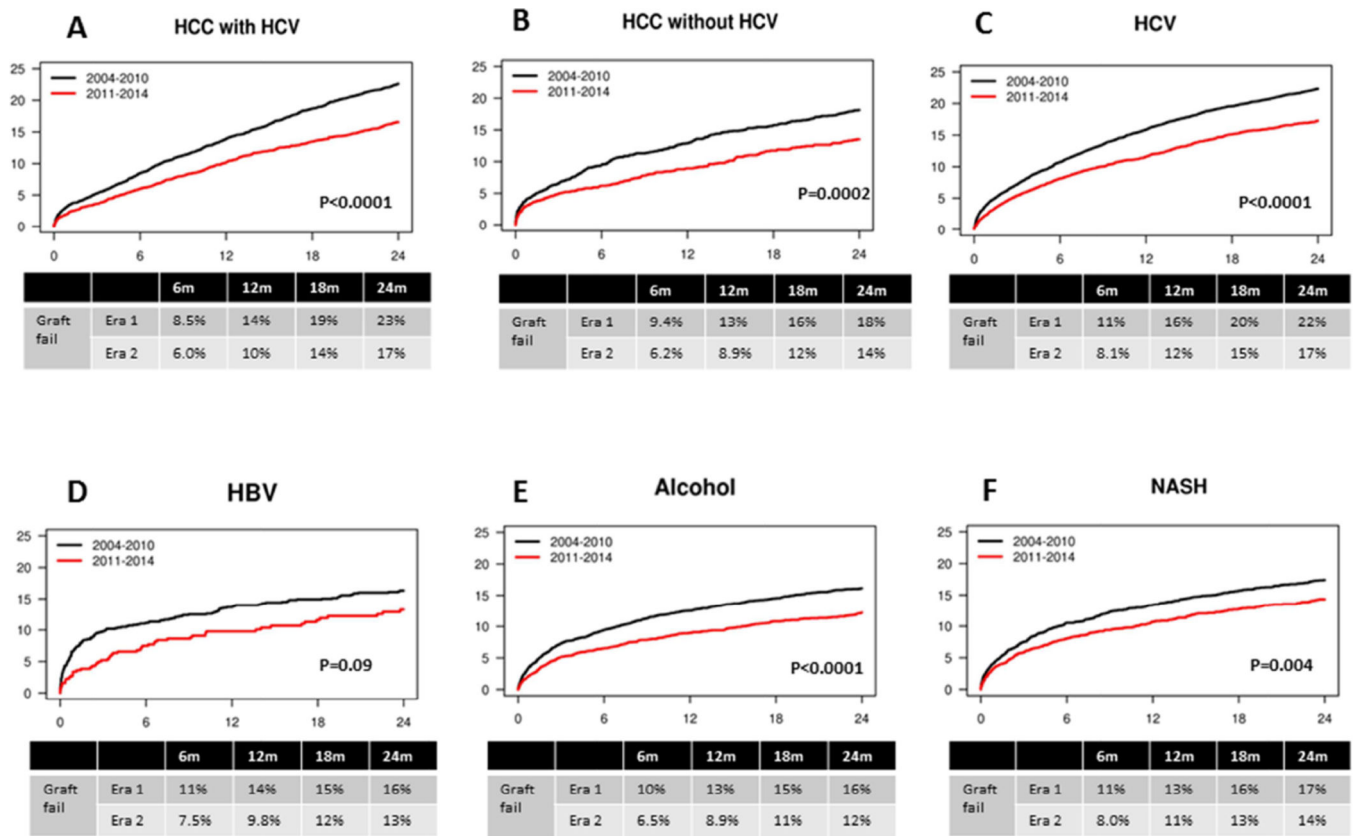 A
HCC with HCV
25
20
15
10
5
0
2004-2010
2011-2014
P<0.0001
0 6 12 18 24
6m 12m 18m 24m
Graft fail
Era 1 8.5% 14% 19% 23%
Era 2 6.0% 10% 14% 17%
B
HCC without HCV
25
20
15
10
5
0
2004-2010
2011-2014
P=0.0002
0 6 12 18 24
6m 12m 18m 24m
Graft fail
Era 1 9.4% 13% 16% 18%
Era 2 6.2% 8.9% 12% 14%
C
HCV
25
20
15
10
5
0
2004-2010
2011-2014
P<0.0001
0 6 12 18 24
6m 12m 18m 24m
Graft fail
Era 1 11% 16% 20% 22%
Era 2 8.1% 12% 15% 17%
D
HBV
25
20
15
10
5
0
2004-2010
2011-2014
P=0.09
0 6 12 18 24
6m 12m 18m 24m
Graft fail
Era 1 11% 14% 15% 16%
Era 2 7.5% 9.8% 12% 13%
E
Alcohol
25
20
15
10
5
0
2004-2010
2011-2014
P<0.0001
0 6 12 18 24
6m 12m 18m 24m
Graft fail
Era 1 10% 13% 15% 16%
Era 2 6.5% 8.9% 11% 12%
F
NASH
25
20
15
10
5
0
2004-2010
2011-2014
P=0.004
0 6 12 18 24
6m 12m 18m 24m
Graft fail
Era 1 11% 13% 16% 17%
Era 2 8.0% 11% 13% 14%